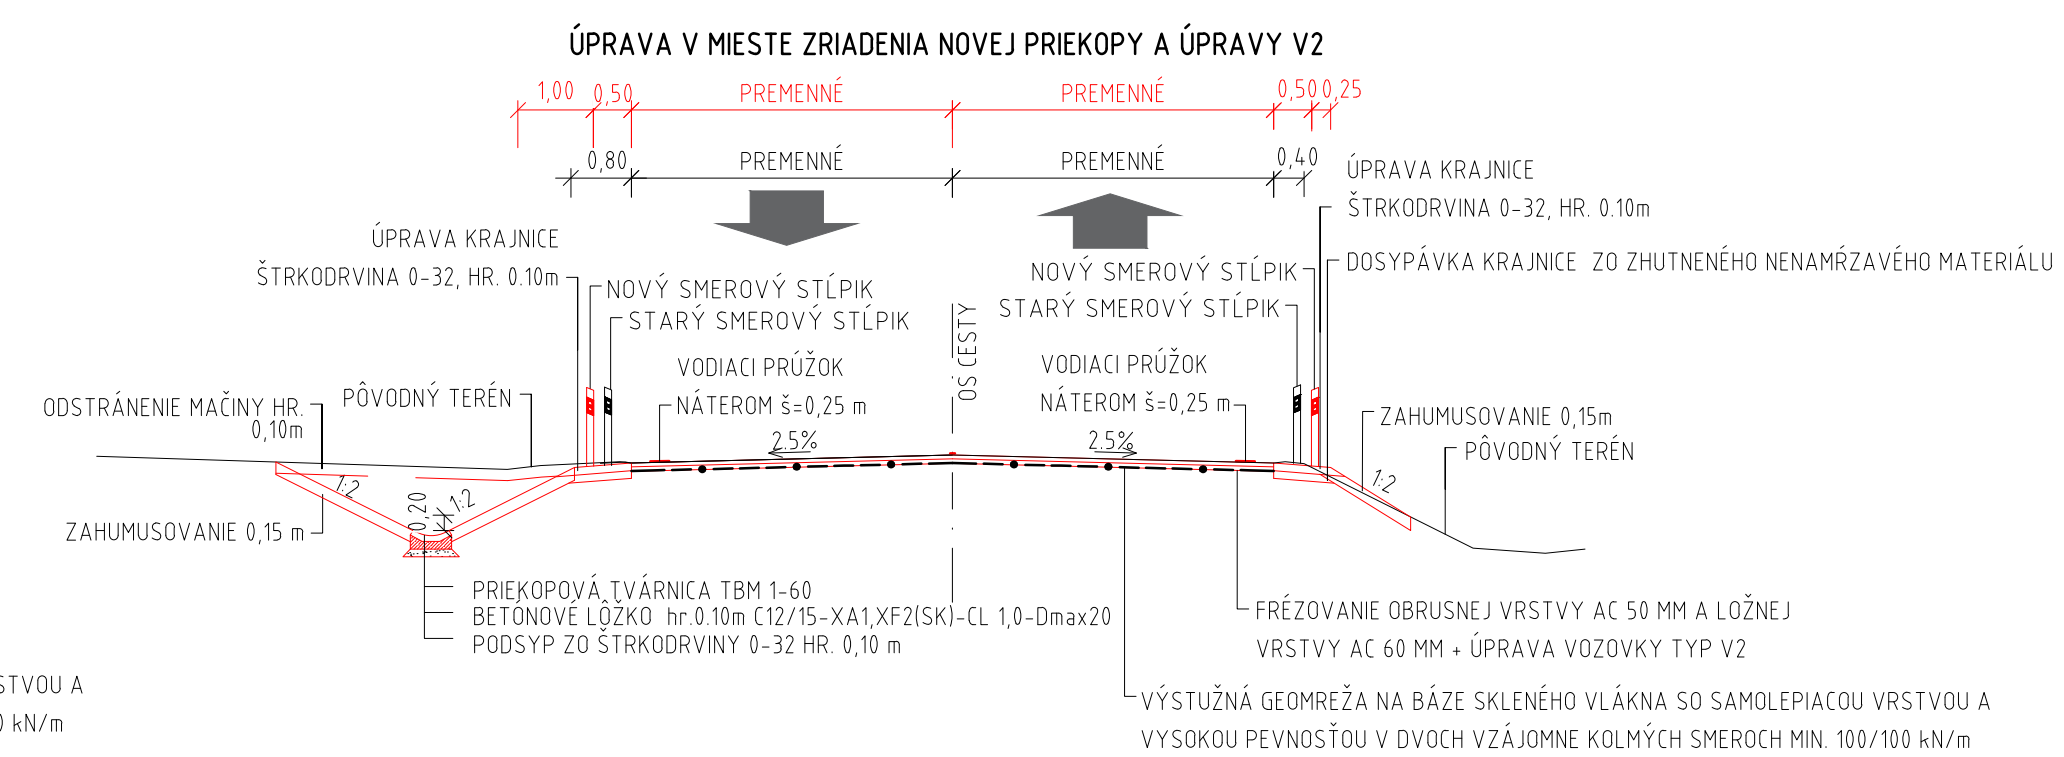 ÚPRAVA V MIESTE ZRIADENIA NOVEJ PRIEKOPY A ÚPRAVY V2
1,00 0,50 PREMENNÉ PREMENNÉ 0,50 0,25
0,80 PREMENNÉ PREMENNÉ 0,40
ÚPRAVA KRAJNICE
ŠTRKODRVINA 0-32, HR. 0.10m
DOSYPÁVKA KRAJNICE ZO ZHUTNENÉHO NENAMŔZAVÉHO MATERIÁLU
ÚPRAVA KRAJNICE
ŠTRKODRVINA 0-32, HR. 0.10m
NOVÝ SMEROVÝ STĹPIK
STARÝ SMEROVÝ STĹPIK
NOVÝ SMEROVÝ STĹPIK
STARÝ SMEROVÝ STĹPIK
OS CESTY
VODIACI PRÚŽOK
NÁTEROM š=0,25 m
VODIACI PRÚŽOK
NÁTEROM š=0,25 m
2.5%
2.5%
ODSTRÁNENIE MAČINY HR.
0,10m
PÔVODNÝ TERÉN
ZAHUMUSOVANIE 0,15m
PÔVODNÝ TERÉN
1:2
0,20
1:2
1:2
ZAHUMUSOVANIE 0,15 m
PRIEKOPOVÁ TVÁRNICA TBM 1-60
BETÓNOVÉ LÔŽKO hr.0.10m C12/15-XA1,XF2(SK)-CL 1,0-Dmax20
PODSYP ZO ŠTRKODRVINY 0-32 HR. 0,10 m
FRÉZOVANIE OBRUSNEJ VRSTVY AC 50 MM A LOŽNEJ
VRSTVY AC 60 MM + ÚPRAVA VOZOVKY TYP V2
STVOU A
0 kN/m
VÝSTUŽNÁ GEOMREŽA NA BÁZE SKLENÉHO VLÁKNA SO SAMOLEPIACOU VRSTVOU A
VYSOKOU PEVNOSŤOU V DVOCH VZÁJOMNE KOLMÝCH SMEROCH MIN. 100/100 kN/m